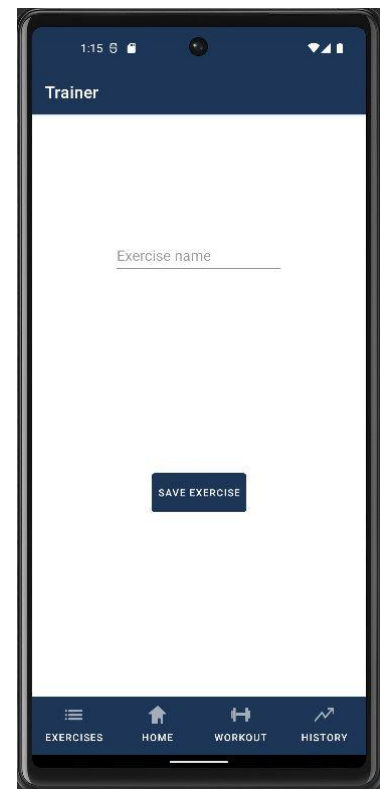 1:15
Trainer
Exercise name
SAVE EXERCISE
EXERCISES HOME WORKOUT HISTORY